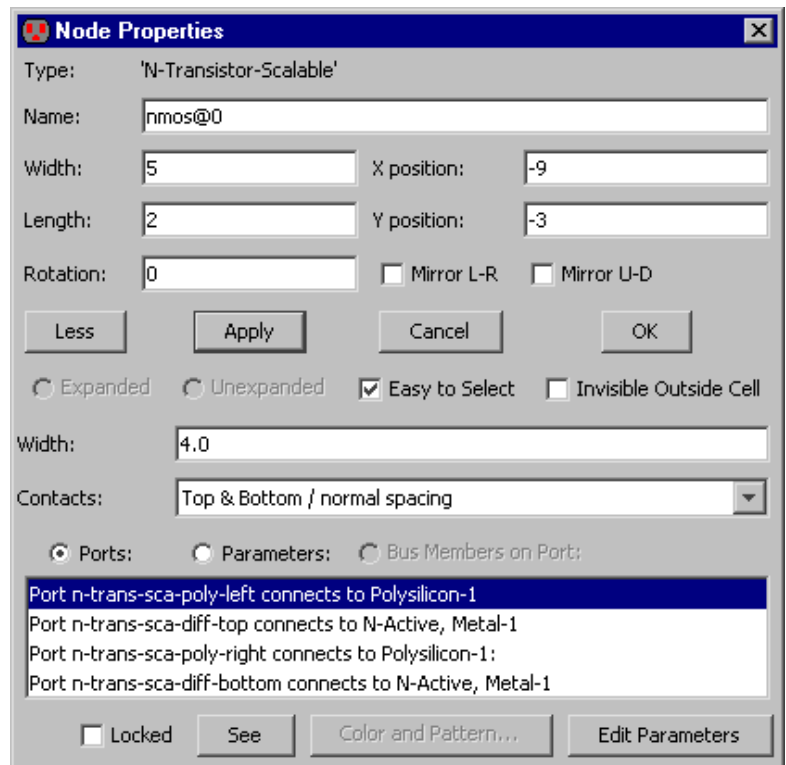 Node Properties
Type: 'N-Transistor-Scalable'
Name: nmos@0
Width: 5 X position: -9
Length: 2 Y position: -3
Rotation: 0 Mirror L-R Mirror U-D
Less Apply Cancel OK
Expanded Unexpanded Easy to Select Invisible Outside Cell
Width: 4.0
Contacts: Top & Bottom / normal spacing
Ports: Parameters: Bus Members on Port:
Port n-trans-sca-poly-left connects to Polysilicon-1
Port n-trans-sca-diff-top connects to N-Active, Metal-1
Port n-trans-sca-poly-right connects to Polysilicon-1:
Port n-trans-sca-diff-bottom connects to N-Active, Metal-1
Locked See Color and Pattern... Edit Parameters